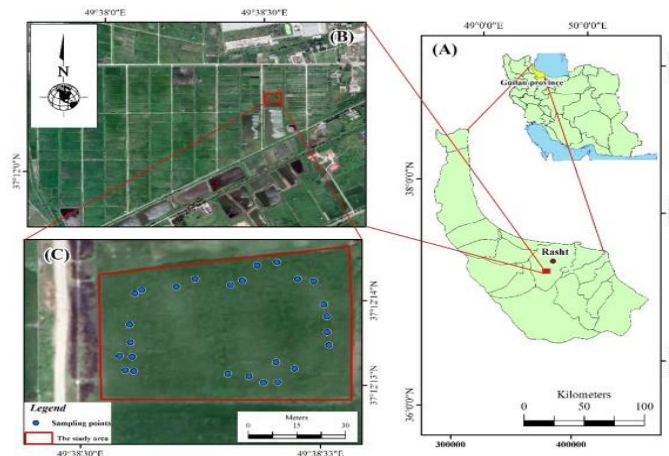 49°38'0"E
49°38'30"E
(B)
N
37°12'0"N
49°0'0"E
50°0'0"E
(A)
Guilan province
38°0'0"N
Rasht
36°0'0"N
Kilometers
0 25 50 75 100
300000
400000
(C)
37°12'14"N
37°12'13"N
Legend
Sampling points
The study area
Meters
0 15 30
49°38'30"E
49°38'33"E